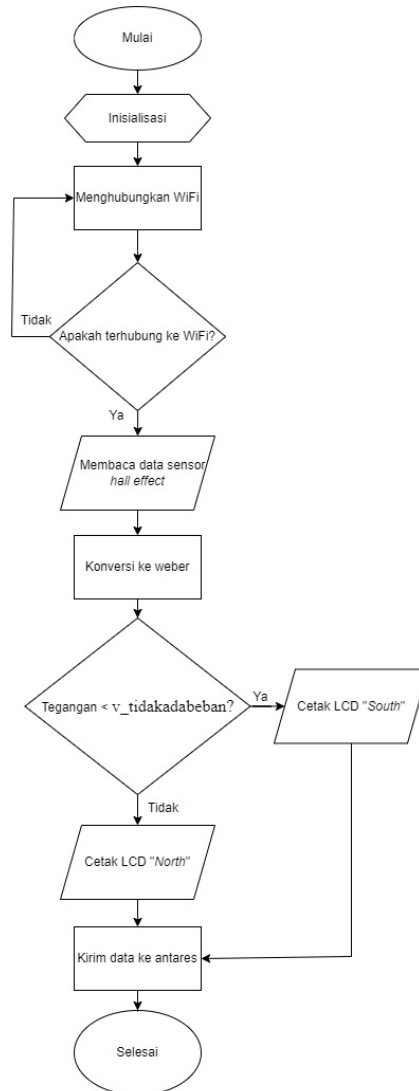 Mulai
Inisialisasi
Menghubungkan WiFi
Tidak
Apakah terhubung ke WiFi?
Ya
Membaca data sensor
hall effect
Konversi ke weber
Tegangan < v_tidakadabeban?
Ya
Cetak LCD "South"
Tidak
Cetak LCD "North"
Kirim data ke antares
Selesai